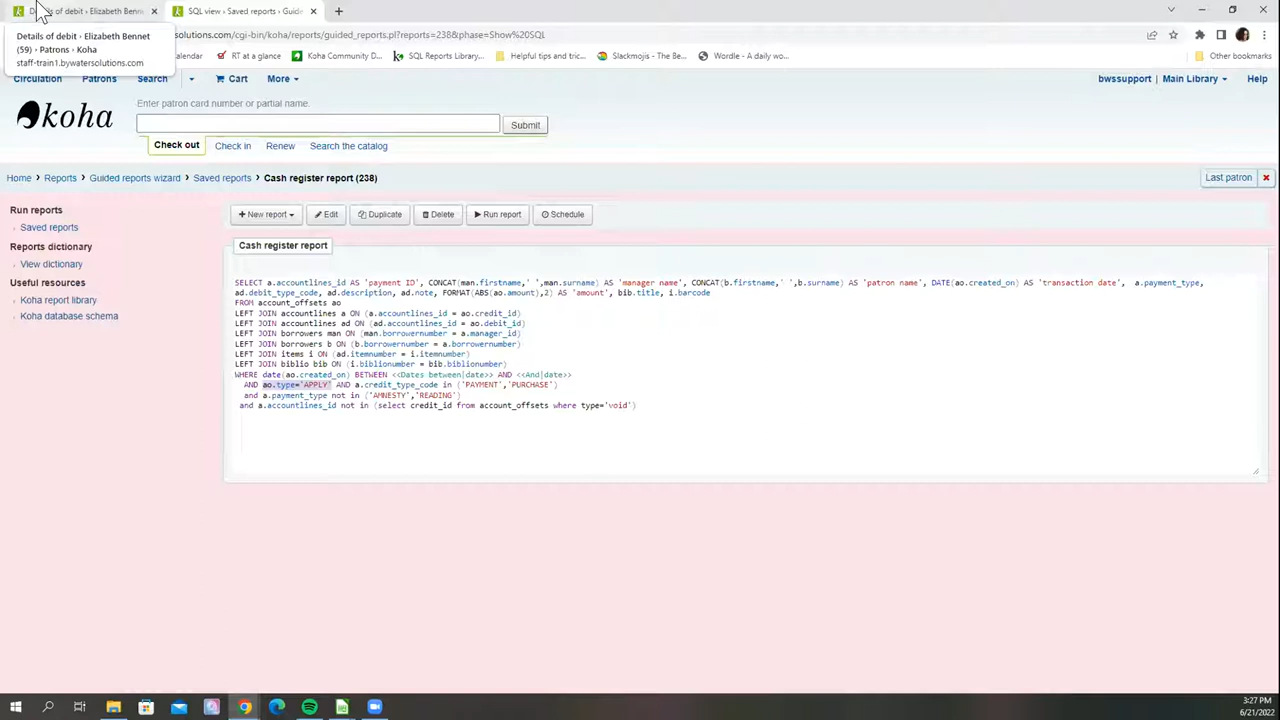 Details of debit › Elizabeth Benne
SQL view › Saved reports › Guide
Details of debit › Elizabeth Bennet
(59) › Patrons › Koha
staff-train1.bywatersolutions.com
solutions.com/cgi-bin/koha/reports/guided_reports.pl?reports=238&phase=Show%20SQL
alendar
RT at a glance
Koha Community D...
SQL Reports Library...
Helpful tips and tric...
Slackmojis - The Be...
Wordle - A daily wo...
Other bookmarks
Circulation
Patrons
Search
Cart
More
bwssupport
Main Library
Help
koha
Enter patron card number or partial name.
Submit
Check out
Check in
Renew
Search the catalog
Home › Reports › Guided reports wizard › Saved reports › Cash register report (238)
Last patron
Run reports
Saved reports
Reports dictionary
View dictionary
Useful resources
Koha report library
Koha database schema
+ New report
Edit
Duplicate
Delete
Run report
Schedule
Cash register report
SELECT a.accountlines_id AS 'payment ID', CONCAT(man.firstname,' ',man.surname) AS 'manager name', CONCAT(b.firstname,' ',b.surname) AS 'patron name', DATE(ao.created_on) AS 'transaction date', a.payment_type,
ad.debit_type_code, ad.description, ad.note, FORMAT(ABS(ao.amount),2) AS 'amount', bib.title, i.barcode
FROM account_offsets ao
LEFT JOIN accountlines a ON (a.accountlines_id = ao.credit_id)
LEFT JOIN accountlines ad ON (ad.accountlines_id = ao.debit_id)
LEFT JOIN borrowers man ON (man.borrowernumber = a.manager_id)
LEFT JOIN borrowers b ON (b.borrowernumber = a.borrowernumber)
LEFT JOIN items i ON (ad.itemnumber = i.itemnumber)
LEFT JOIN biblio bib ON (i.biblionumber = bib.biblionumber)
WHERE date(ao.created_on) BETWEEN <<Dates between|date>> AND <<And|date>>
AND ao.type='APPLY' AND a.credit_type_code in ('PAYMENT','PURCHASE')
and a.payment_type not in ('AMNESTY','READING')
and a.accountlines_id not in (select credit_id from account_offsets where type='void')
3:27 PM
6/21/2022